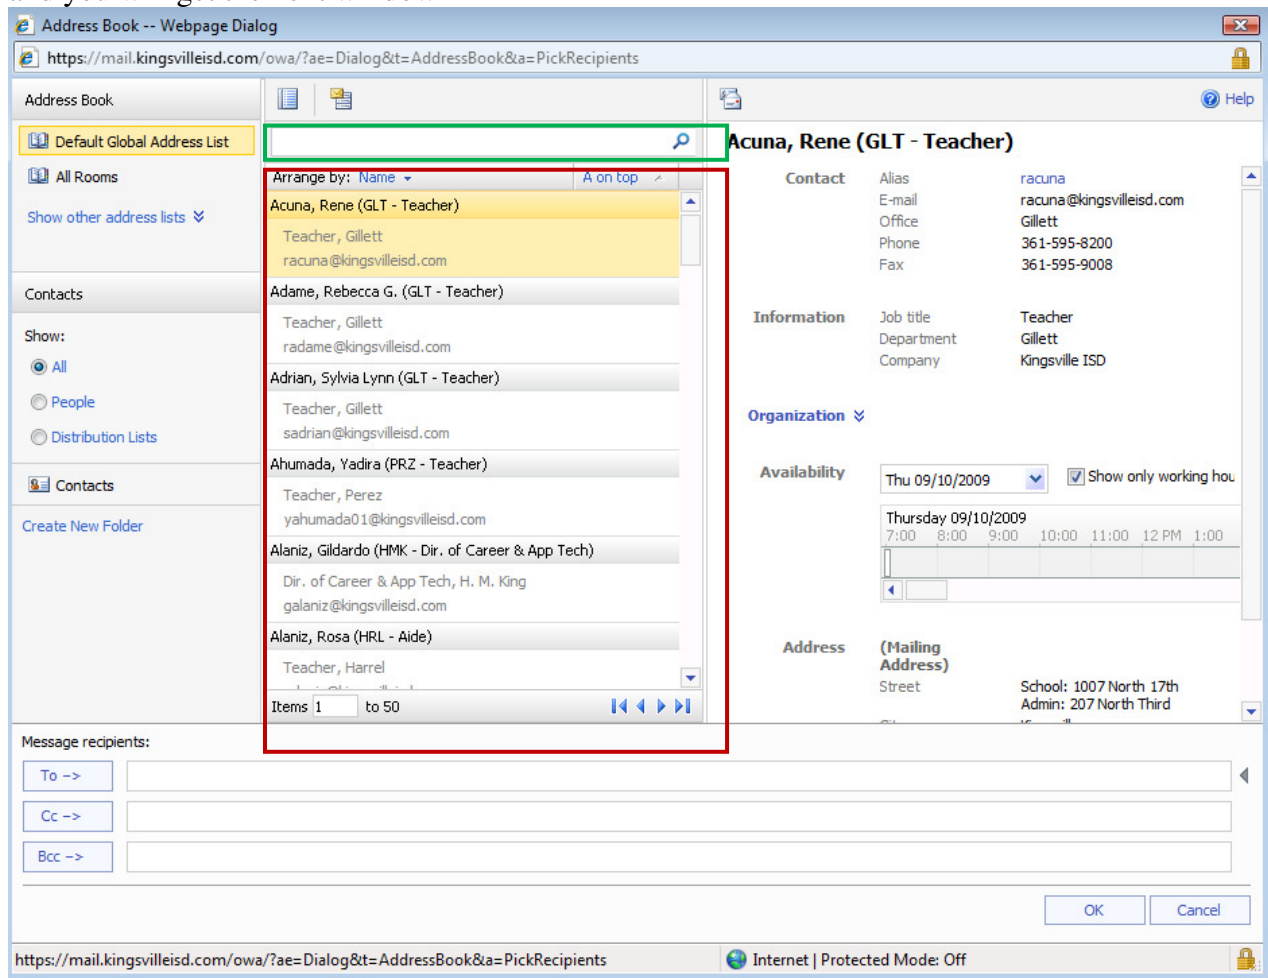 Address Book -- Webpage Dialog
https://mail.kingsvilleisd.com/owa/?ae=Dialog&t=AddressBook&a=PickRecipients
Address Book
Help
Default Global Address List
All Rooms
Show other address lists
Contacts
Show:
All
People
Distribution Lists
Contacts
Create New Folder
Arrange by: Name
A on top
Acuna, Rene (GLT - Teacher)
Teacher, Gillett
racuna@kingsvilleisd.com
Adame, Rebecca G. (GLT - Teacher)
Teacher, Gillett
radame@kingsvilleisd.com
Adrian, Sylvia Lynn (GLT - Teacher)
Teacher, Gillett
sadrian@kingsvilleisd.com
Ahumada, Yadira (PRZ - Teacher)
Teacher, Perez
yahumada01@kingsvilleisd.com
Alaniz, Gildardo (HMK - Dir. of Career & App Tech)
Dir. of Career & App Tech, H. M. King
galaniz@kingsvilleisd.com
Alaniz, Rosa (HRL - Aide)
Teacher, Harrel
Items 1 to 50
Acuna, Rene (GLT - Teacher)
Contact Alias racuna
E-mail racuna@kingsvilleisd.com
Office Gillett
Phone 361-595-8200
Fax 361-595-9008
Information Job title Teacher
Department Gillett
Company Kingsville ISD
Organization
Availability Thu 09/10/2009 Show only working hou
Thursday 09/10/2009
7:00 8:00 9:00 10:00 11:00 12 PM 1:00
Address (Mailing
Address)
Street School: 1007 North 17th
Admin: 207 North Third
Message recipients:
To ->
Cc ->
Bcc ->
OK Cancel
https://mail.kingsvilleisd.com/owa/?ae=Dialog&t=AddressBook&a=PickRecipients
Internet | Protected Mode: Off